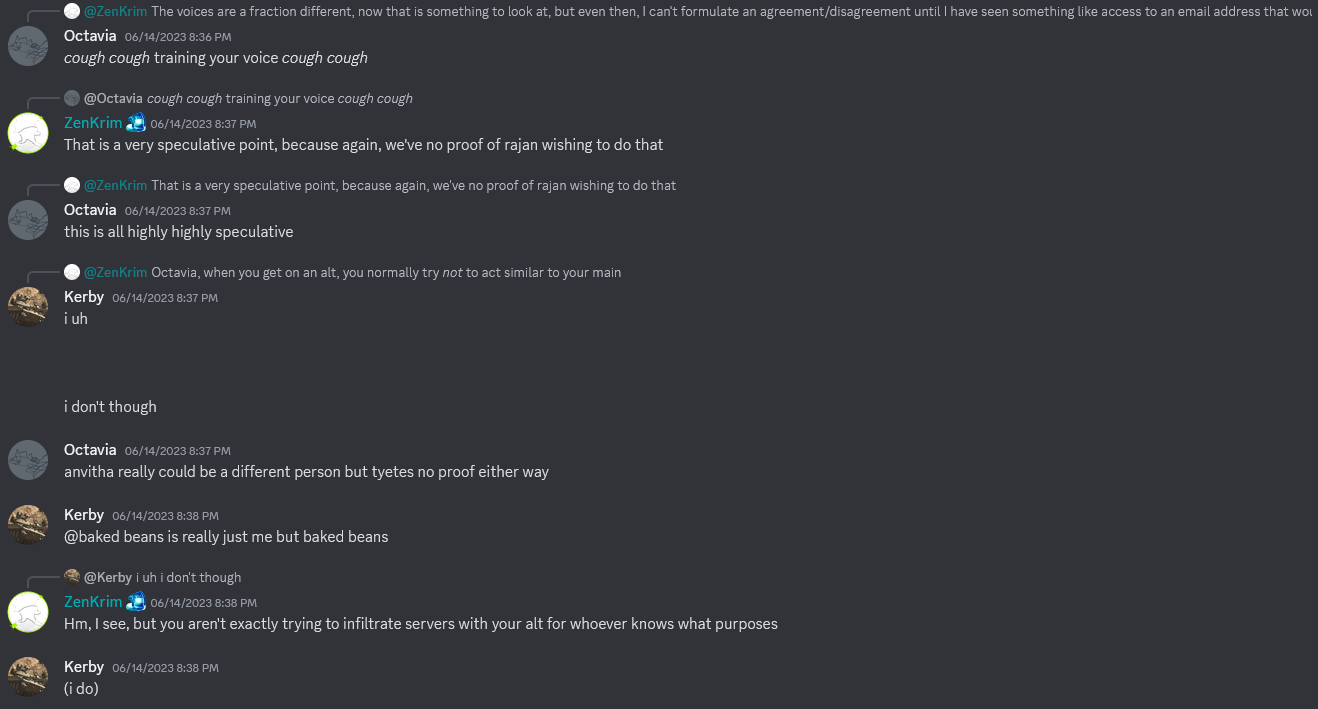 @ZenKrim The voices are a fraction different, now that is something to look at, but even then, I can't formulate an agreement/disagreement until I have seen something like access to an email address that
Octavia 06/14/2023 8:36 PM
cough cough training your voice cough cough
@Octavia cough cough training your voice cough cough
ZenKrim 06/14/2023 8:37 PM
That is a very speculative point, because again, we've no proof of rajan wishing to do that
@ZenKrim That is a very speculative point, because again, we've no proof of rajan wishing to do that
Octavia 06/14/2023 8:37 PM
this is all highly highly speculative
@ZenKrim Octavia, when you get on an alt, you normally try not to act similar to your main
Kerby 06/14/2023 8:37 PM
i uh
i don't though
Octavia 06/14/2023 8:37 PM
anvitha really could be a different person but tyetes no proof either way
Kerby 06/14/2023 8:38 PM
@baked beans is really just me but baked beans
@Kerby i uh i don't though
ZenKrim 06/14/2023 8:38 PM
Hm, I see, but you aren't exactly trying to infiltrate servers with your alt for whoever knows what purposes
Kerby 06/14/2023 8:38 PM
(i do)